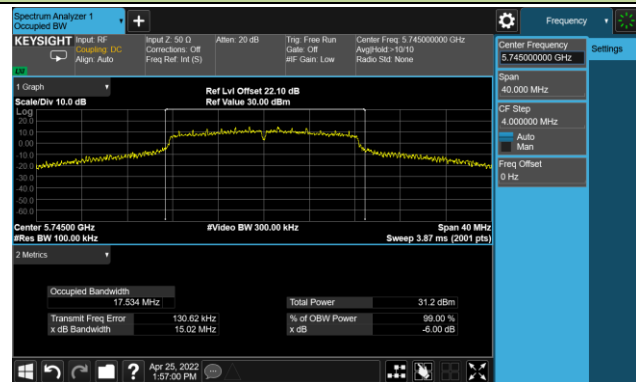 Spectrum Analyzer 1
Occupied BW
+
Frequency
KEYSIGHT
Input: RF
Coupling: DC
Align: Auto
Input Z: 50 Ω
Corrections: Off
Freq Ref: Int (S)
Atten: 20 dB
Trig: Free Run
Gate: Off
#IF Gain: Low
Center Freq: 5.745000000 GHz
Avg|Hold:>10/10
Radio Std: None
Center Frequency
5.745000000 GHz
Settings
Span
40.000 MHz
CF Step
4.000000 MHz
Auto
Man
Freq Offset
0 Hz
1 Graph
Scale/Div 10.0 dB
Ref Lvl Offset 22.10 dB
Ref Value 30.00 dBm
Log
20.0
10.0
0.00
-10.0
-20.0
-30.0
-40.0
-50.0
-60.0
Center 5.74500 GHz
#Res BW 100.00 kHz
#Video BW 300.00 kHz
Span 40 MHz
Sweep 3.87 ms (2001 pts)
2 Metrics
Occupied Bandwidth
17.534 MHz
Total Power 31.2 dBm
Transmit Freq Error 130.62 kHz
% of OBW Power 99.00 %
x dB Bandwidth 15.02 MHz
x dB -6.00 dB
?
Apr 25, 2022
1:57:00 PM